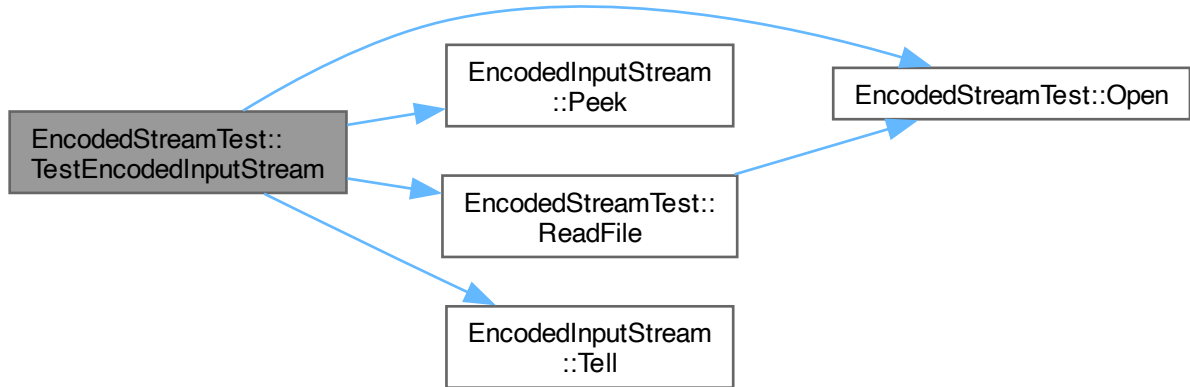 EncodedStreamTest::
TestEncodedInputStream
EncodedInputStream
::Peek
EncodedStreamTest::
ReadFile
EncodedInputStream
::Tell
EncodedStreamTest::Open